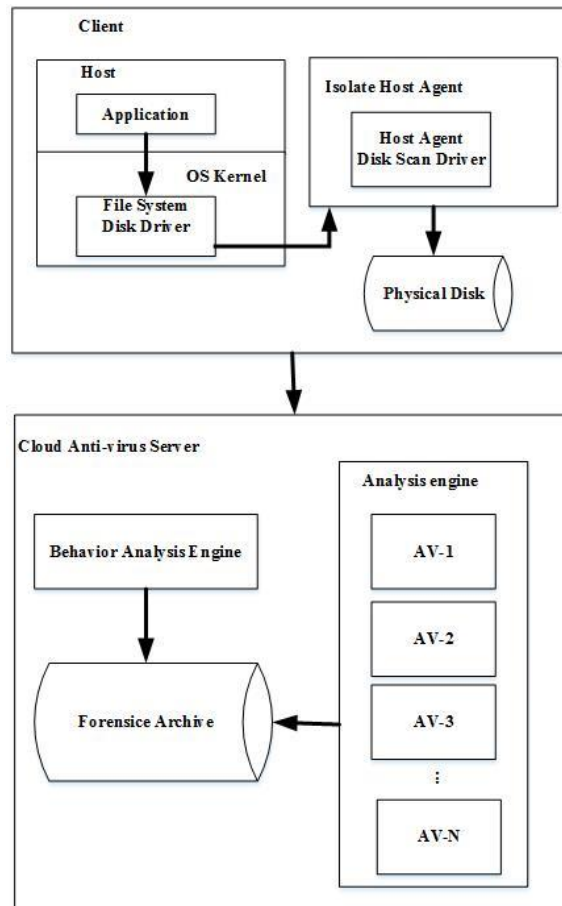 Client
Host
Application
OS Kernel
File System
Disk Driver
Isolate Host Agent
Host Agent
Disk Scan Driver
Physical Disk
Cloud Anti-virus Server
Behavior Analysis Engine
Forensice Archive
Analysis engine
AV-1
AV-2
AV-3
⋮
AV-N